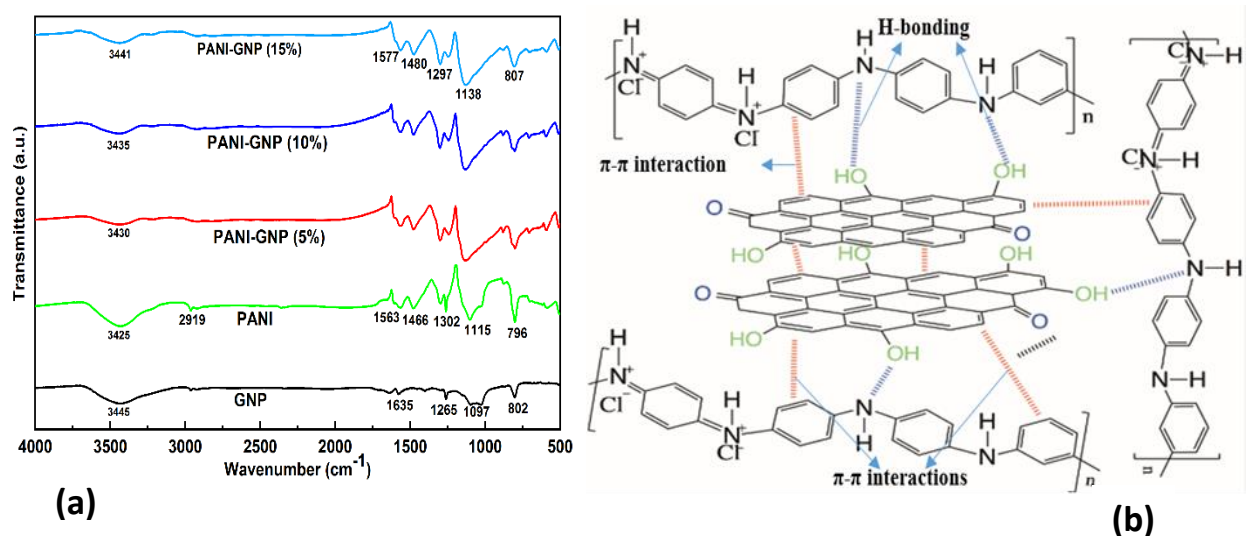 Transmittance (a.u.)
PANI-GNP (15%)
3441
1577
1480
1297
1138
807
3435
PANI-GNP (10%)
3430
PANI-GNP (5%)
3425
2919
PANI
1563
1466
1302
1115
796
3445
GNP
1635
1265
1097
802
4000 3500 3000 2500 2000 1500 1000 500
Wavenumber (cm⁻¹)
(a)
H-bonding
H
N
+
Cl⁻
H
N
+
Cl⁻
H
N
H
N
n
π-π interaction
HO
OH
O
O
HO
HO
OH
O
OH
O
HO
OH
H
N
+
Cl⁻
H
N
+
Cl⁻
N
H
H
N
n
π-π interactions
Cl⁻
N
+
H
Cl⁻
N
+
H
N
H
N
H
n
(b)